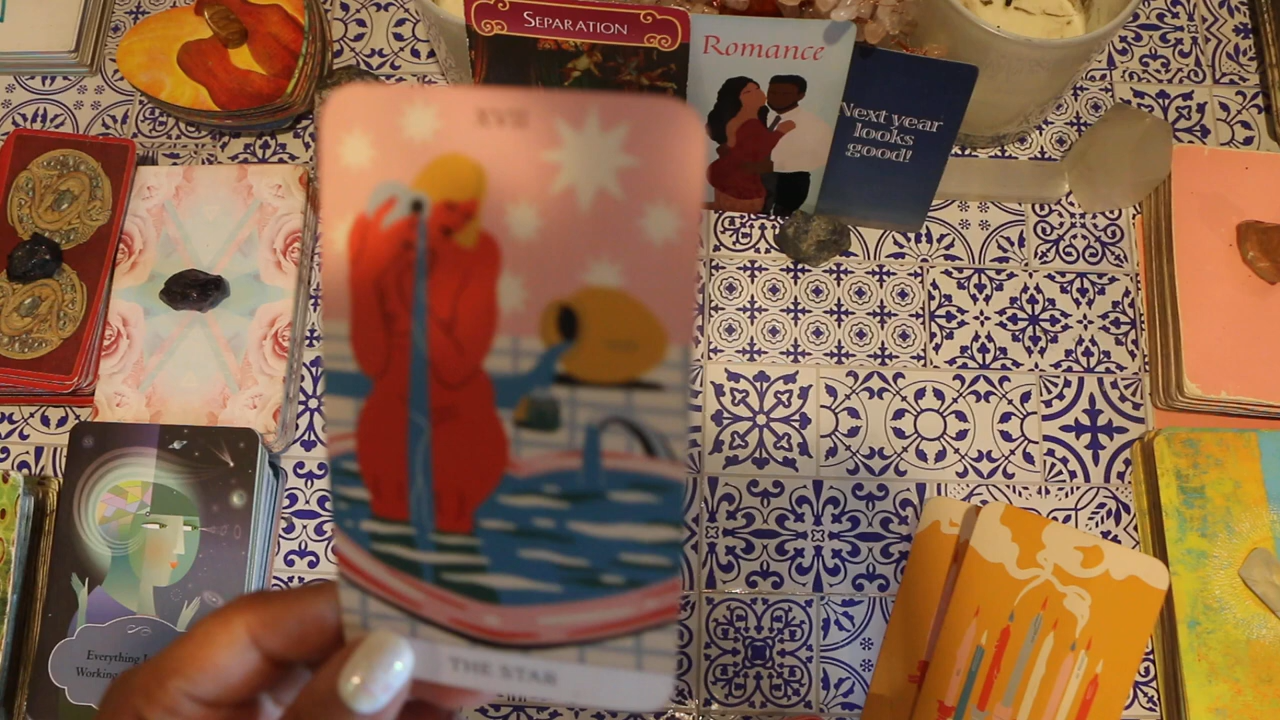 SEPARATION
Romance
Next year
looks
good!
XVII
THE STAR
Everything
Working